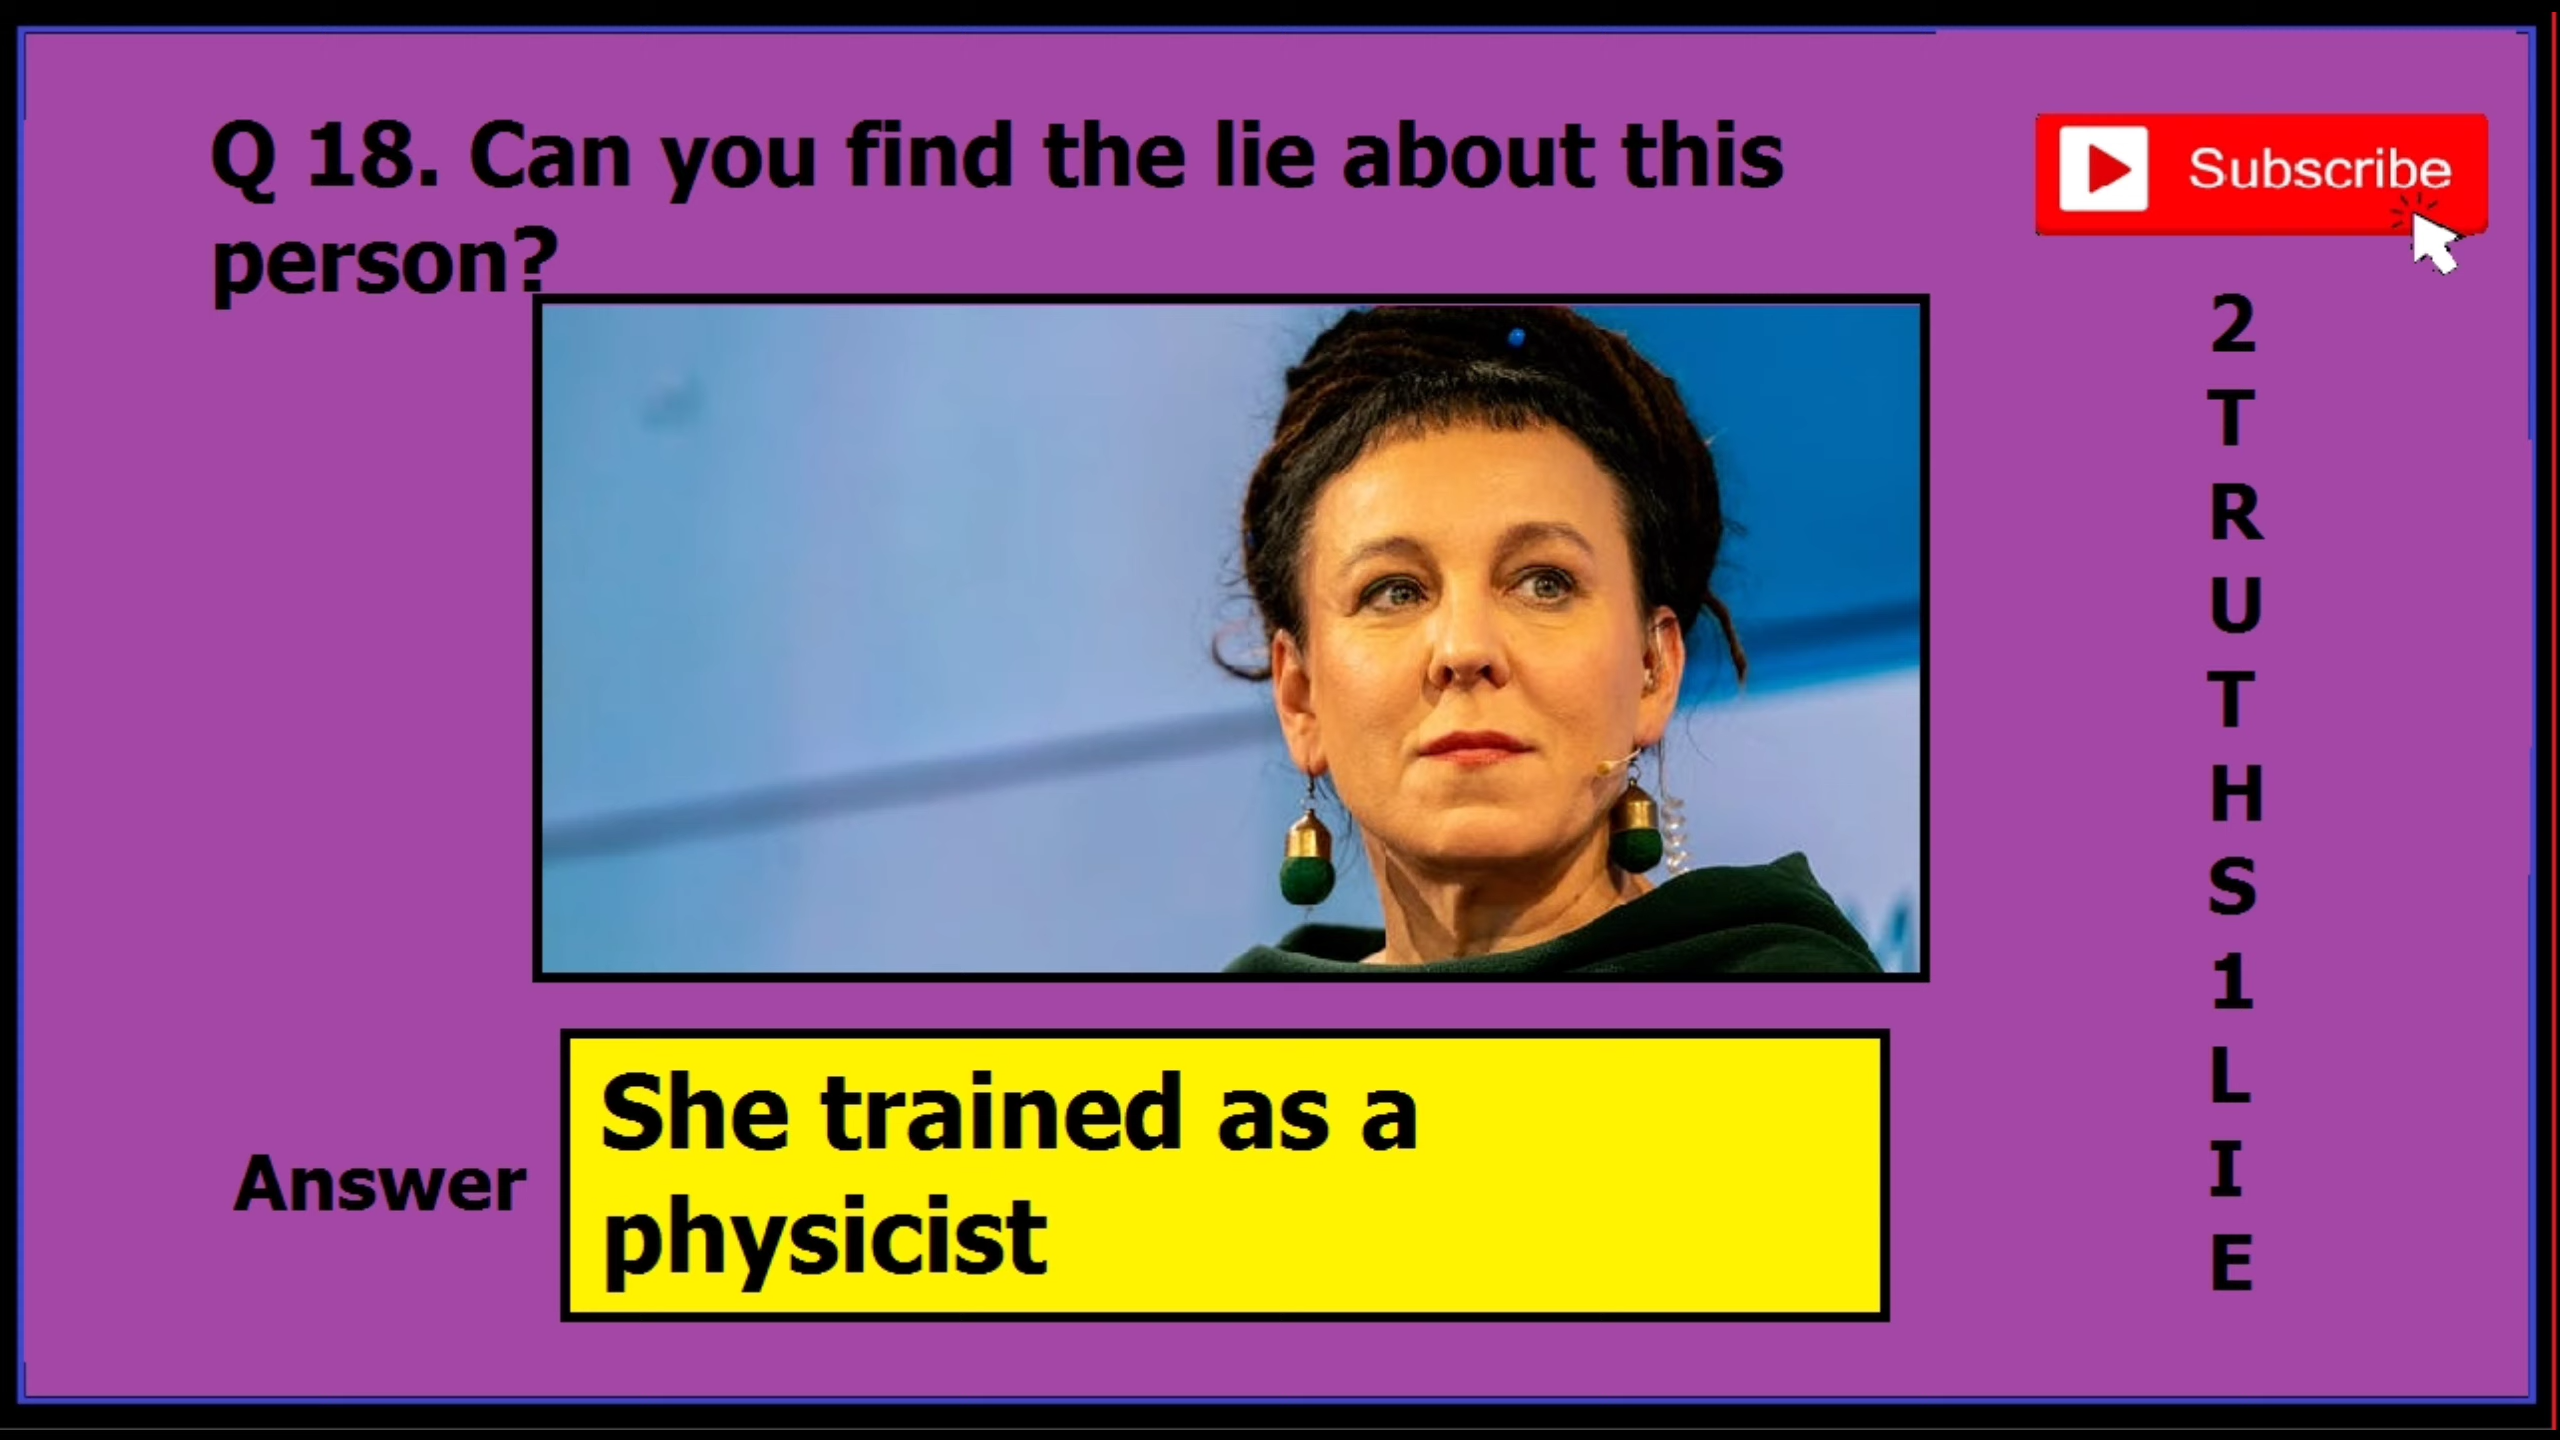 Q 18. Can you find the lie about this
person?
Subscribe
2
T
R
U
T
H
S
1
L
I
E
Answer
She trained as a
physicist